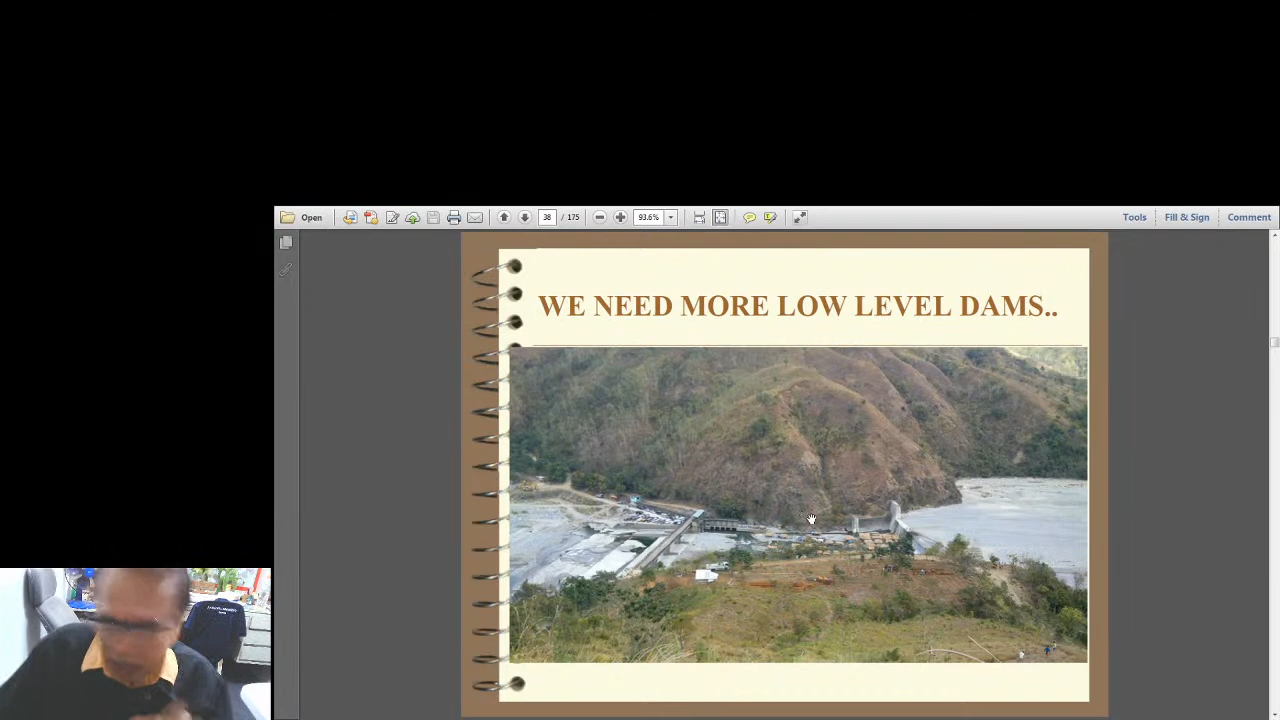 Open
38 / 175
93.6%
Tools
Fill & Sign
Comment
WE NEED MORE LOW LEVEL DAMS..